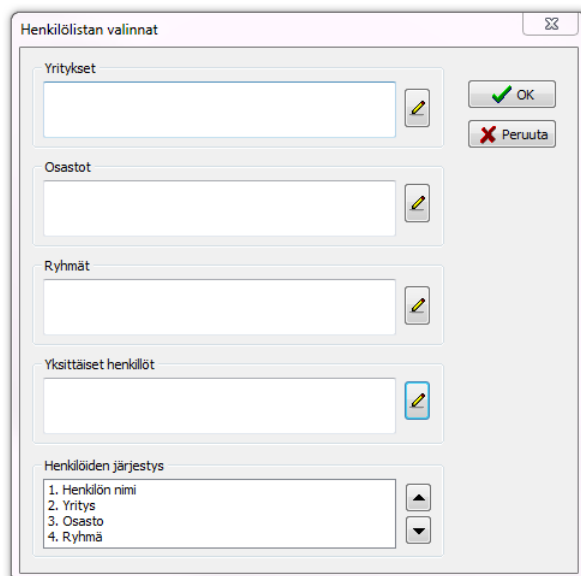 Henkilölistan valinnat
Yritykset
OK
Peruuta
Osastot
Ryhmät
Yksittäiset henkillöt
Henkilöiden järjestys
1. Henkilön nimi
2. Yritys
3. Osasto
4. Ryhmä